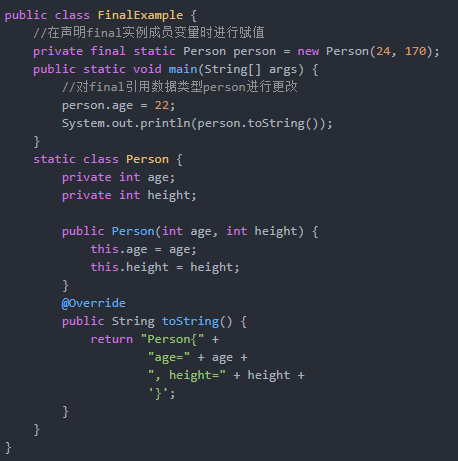 public class FinalExample {
    //在声明final实例成员变量时进行赋值
    private final static Person person = new Person(24, 170);
    public static void main(String[] args) {
        //对final引用数据类型person进行更改
        person.age = 22;
        System.out.println(person.toString());
    }
    static class Person {
        private int age;
        private int height;

        public Person(int age, int height) {
            this.age = age;
            this.height = height;
        }
        @Override
        public String toString() {
            return "Person{" +
                    "age=" + age +
                    ", height=" + height +
                    '}';
        }
    }
}